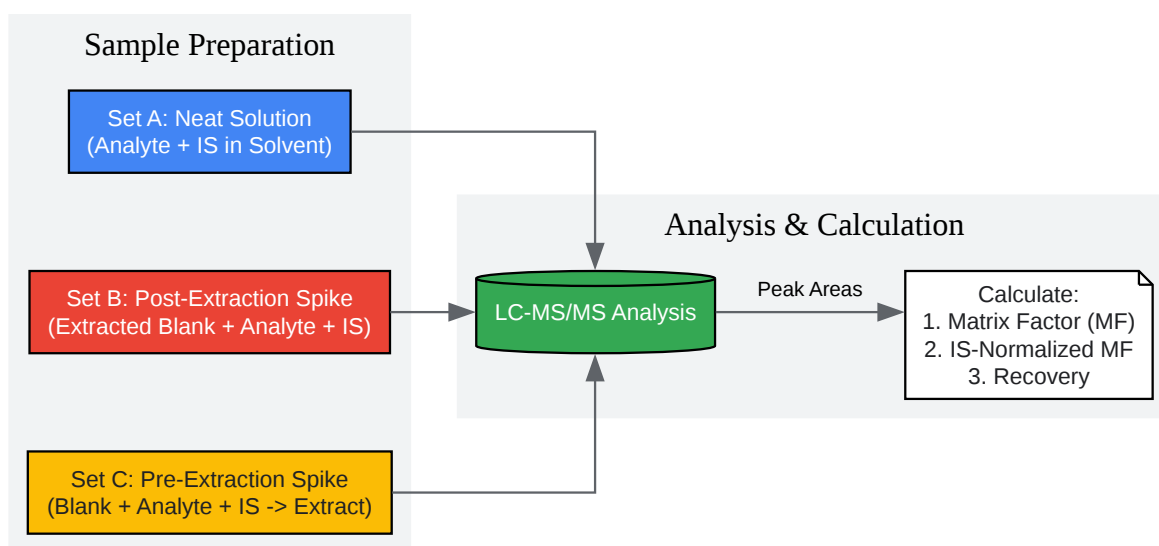 Sample Preparation
Set A: Neat Solution
(Analyte + IS in Solvent)
Set B: Post-Extraction Spike
(Extracted Blank + Analyte + IS)
Set C: Pre-Extraction Spike
(Blank + Analyte + IS -> Extract)
Analysis & Calculation
LC-MS/MS Analysis
Peak Areas
Calculate:
1. Matrix Factor (MF)
2. IS-Normalized MF
3. Recovery